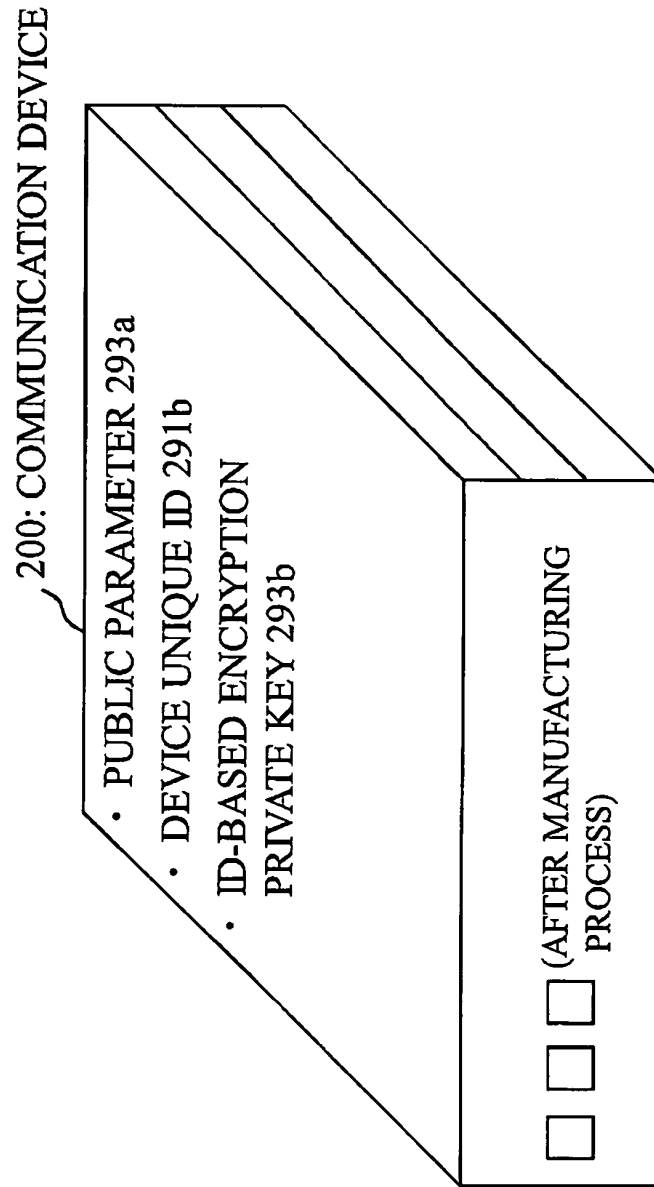 200: COMMUNICATION DEVICE
· PUBLIC PARAMETER 293a
· DEVICE UNIQUE ID 291b
· ID-BASED ENCRYPTION
PRIVATE KEY 293b
(AFTER MANUFACTURING
PROCESS)